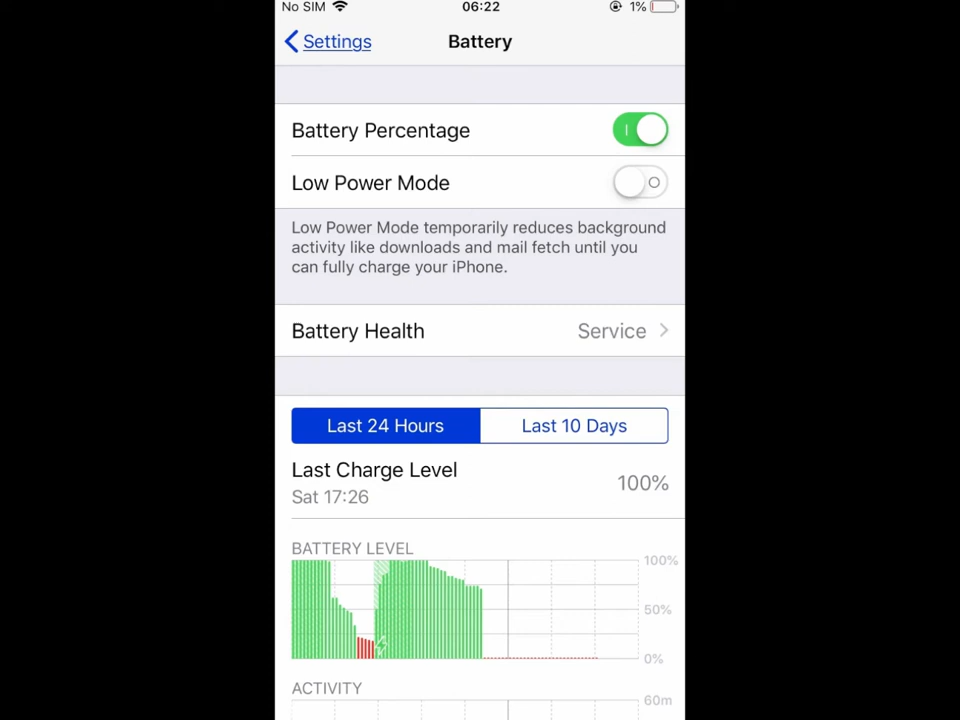 No SIM 06:22 1%
Settings Battery
Battery Percentage
Low Power Mode
Low Power Mode temporarily reduces background
activity like downloads and mail fetch until you
can fully charge your iPhone.
Battery Health Service
Last 24 Hours Last 10 Days
Last Charge Level
Sat 17:26 100%
BATTERY LEVEL
100%
50%
0%
ACTIVITY
60m